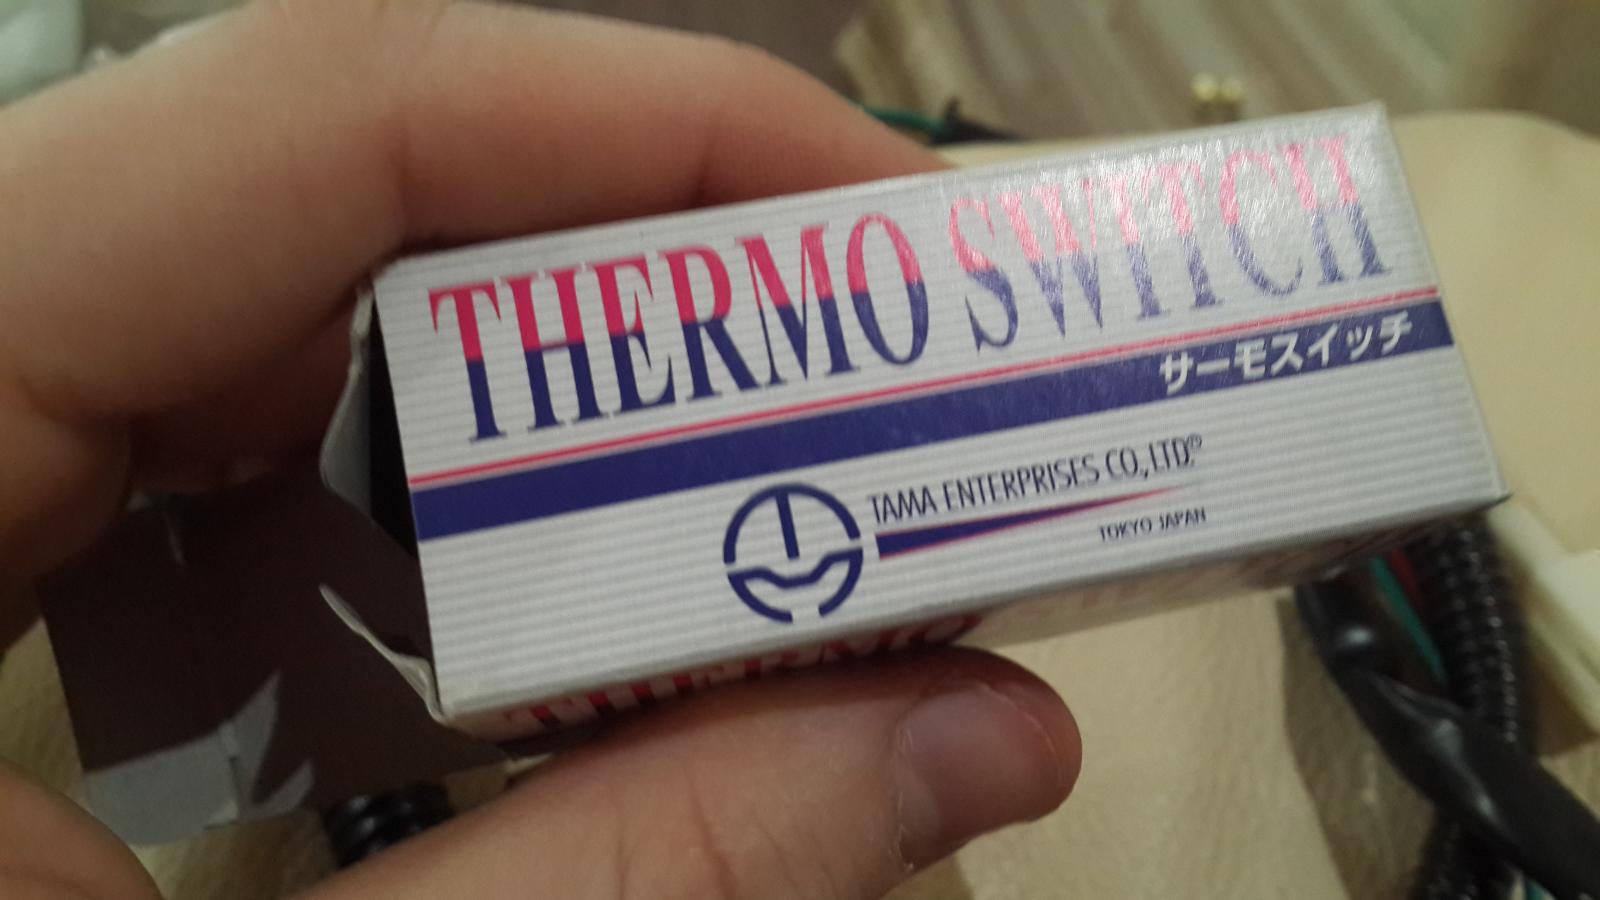 THERMO SWITCH
サーモスイッチ
TAMA ENTERPRISES CO.,LTD.®
TOKYO JAPAN